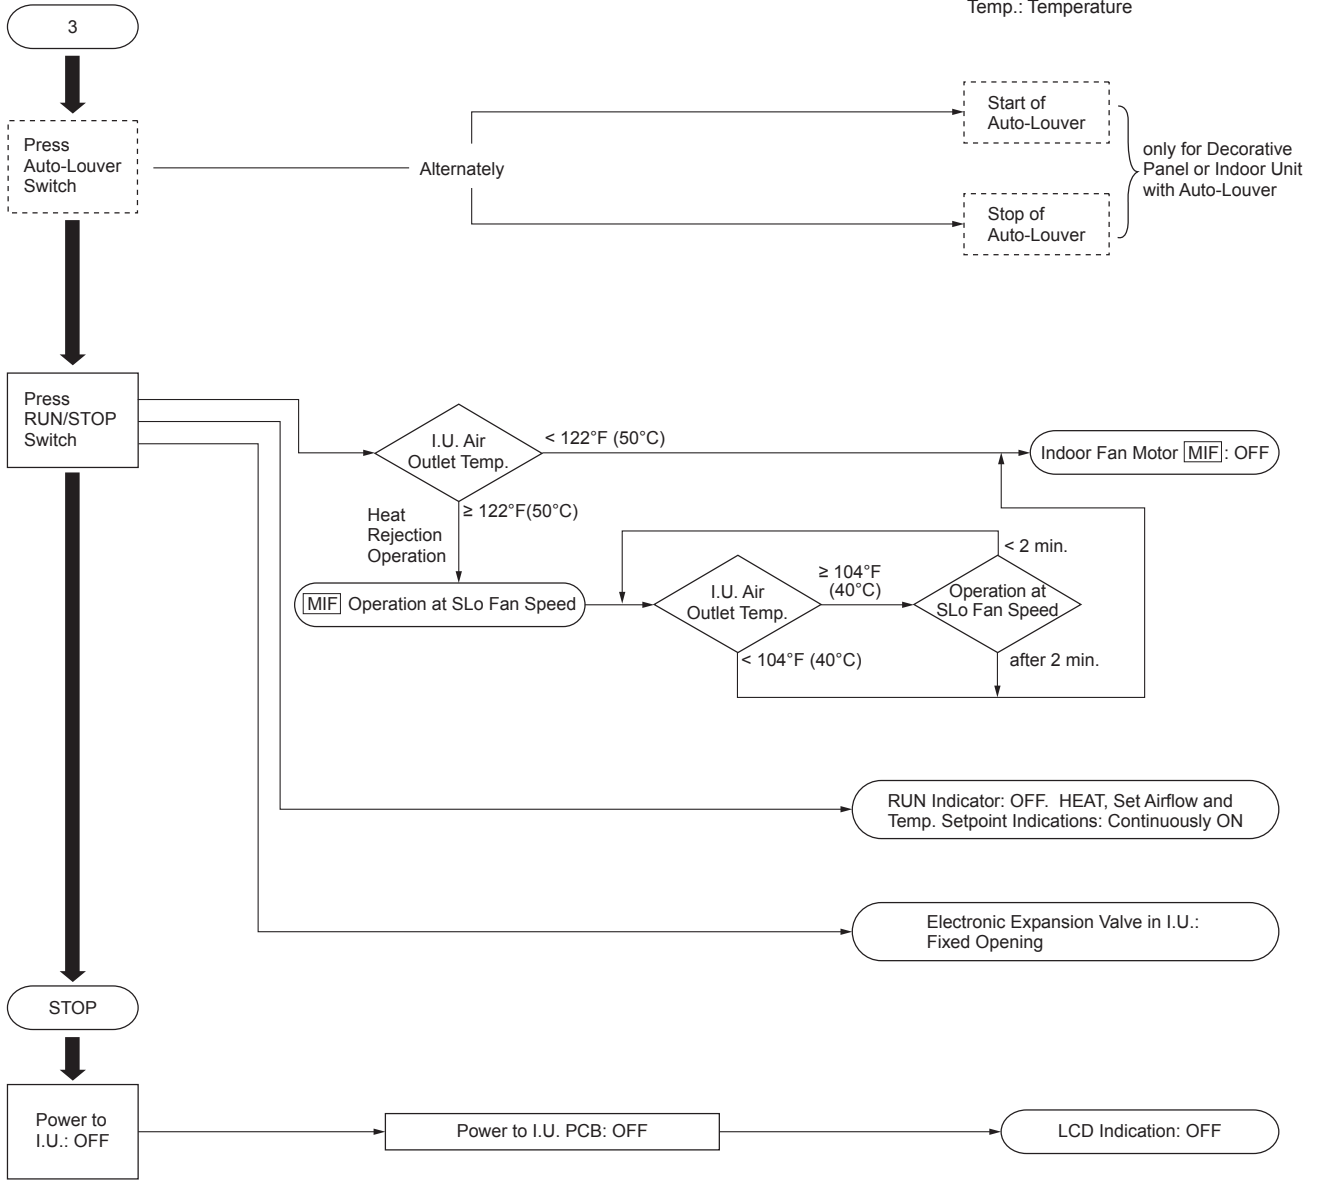 Temp.: Temperature
3
Press
Auto-Louver
Switch
Alternately
Start of
Auto-Louver
Stop of
Auto-Louver
only for Decorative
Panel or Indoor Unit
with Auto-Louver
Press
RUN/STOP
Switch
I.U. Air
Outlet Temp.
< 122°F (50°C)
Indoor Fan Motor MIF : OFF
≥ 122°F(50°C)
Heat
Rejection
Operation
MIF Operation at SLo Fan Speed
I.U. Air
Outlet Temp.
≥ 104°F
(40°C)
< 104°F (40°C)
Operation at
SLo Fan Speed
< 2 min.
after 2 min.
RUN Indicator: OFF. HEAT, Set Airflow and
Temp. Setpoint Indications: Continuously ON
Electronic Expansion Valve in I.U.:
Fixed Opening
STOP
Power to
I.U.: OFF
Power to I.U. PCB: OFF
LCD Indication: OFF